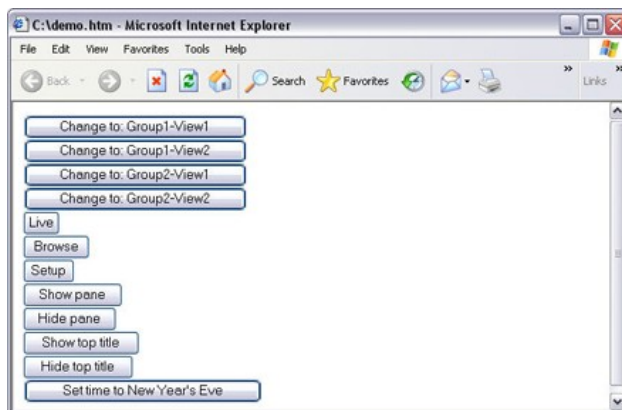 C:\demo.htm - Microsoft Internet Explorer
File Edit View Favorites Tools Help
Back Search Favorites » Links »
Change to: Group1-View1
Change to: Group1-View2
Change to: Group2-View1
Change to: Group2-View2
Live
Browse
Setup
Show pane
Hide pane
Show top title
Hide top title
Set time to New Year's Eve